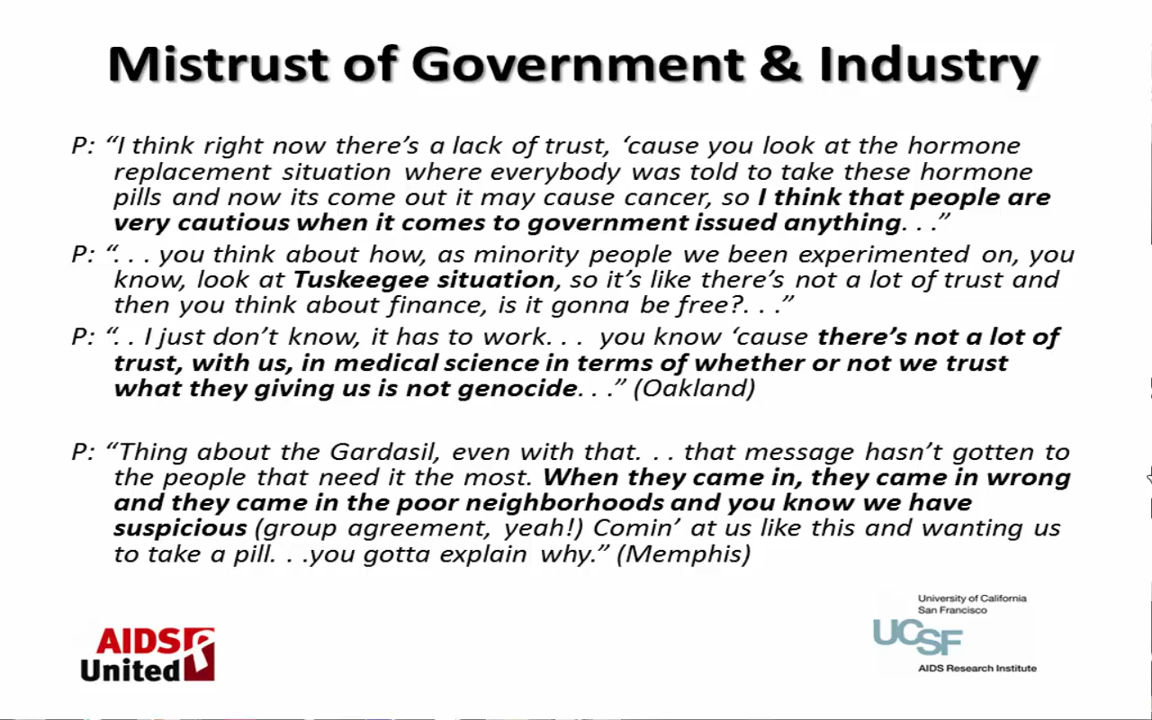 Mistrust of Government & Industry
P: “I think right now there’s a lack of trust, ‘cause you look at the hormone
replacement situation where everybody was told to take these hormone
pills and now its come out it may cause cancer, so I think that people are
very cautious when it comes to government issued anything. . .”
P: “. . . you think about how, as minority people we been experimented on, you
know, look at Tuskeegee situation, so it’s like there’s not a lot of trust and
then you think about finance, is it gonna be free?. . .”
P: “. . I just don’t know, it has to work. . . you know ‘cause there’s not a lot of
trust, with us, in medical science in terms of whether or not we trust
what they giving us is not genocide. . .” (Oakland)
P: “Thing about the Gardasil, even with that. . . that message hasn’t gotten to
the people that need it the most. When they came in, they came in wrong
and they came in the poor neighborhoods and you know we have
suspicious (group agreement, yeah!) Comin’ at us like this and wanting us
to take a pill. . .you gotta explain why.” (Memphis)
AIDS
United
University of California
San Francisco
UCSF
AIDS Research Institute